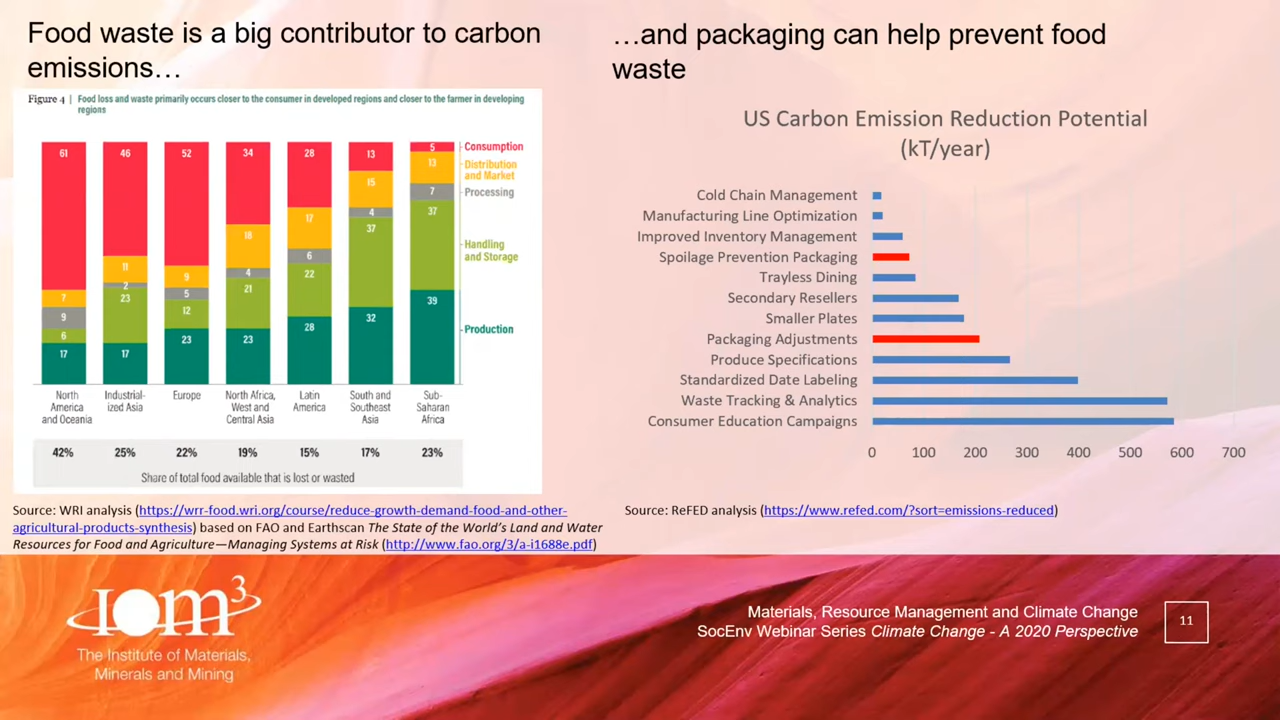 Food waste is a big contributor to carbon
emissions…
…and packaging can help prevent food
waste
Figure 4 | Food loss and waste primarily occurs closer to the consumer in developed regions and closer to the farmer in developing
regions
61 46 52 34 28 13 5
7 11 9 18 17 15 13
9 2 5 4 6 4 7
6 23 12 21 22 37 37
17 17 23 23 28 32 39
Consumption
Distribution
and Market
Processing
Handling
and Storage
Production
North
America
and Oceania
Industrial-
ized Asia
Europe
North Africa,
West and
Central Asia
Latin
America
South and
Southeast
Asia
Sub-
Saharan
Africa
42% 25% 22% 19% 15% 17% 23%
Share of total food available that is lost or wasted
Source: WRI analysis (https://wrr-food.wri.org/course/reduce-growth-demand-food-and-other-
agricultural-products-synthesis) based on FAO and Earthscan The State of the World's Land and Water
Resources for Food and Agriculture—Managing Systems at Risk (http://www.fao.org/3/a-i1688e.pdf)
US Carbon Emission Reduction Potential
(kT/year)
Cold Chain Management
Manufacturing Line Optimization
Improved Inventory Management
Spoilage Prevention Packaging
Trayless Dining
Secondary Resellers
Smaller Plates
Packaging Adjustments
Produce Specifications
Standardized Date Labeling
Waste Tracking & Analytics
Consumer Education Campaigns
0 100 200 300 400 500 600 700
Source: ReFED analysis (https://www.refed.com/?sort=emissions-reduced)
IOM3
The Institute of Materials,
Minerals and Mining
Materials, Resource Management and Climate Change
SocEnv Webinar Series Climate Change - A 2020 Perspective
11